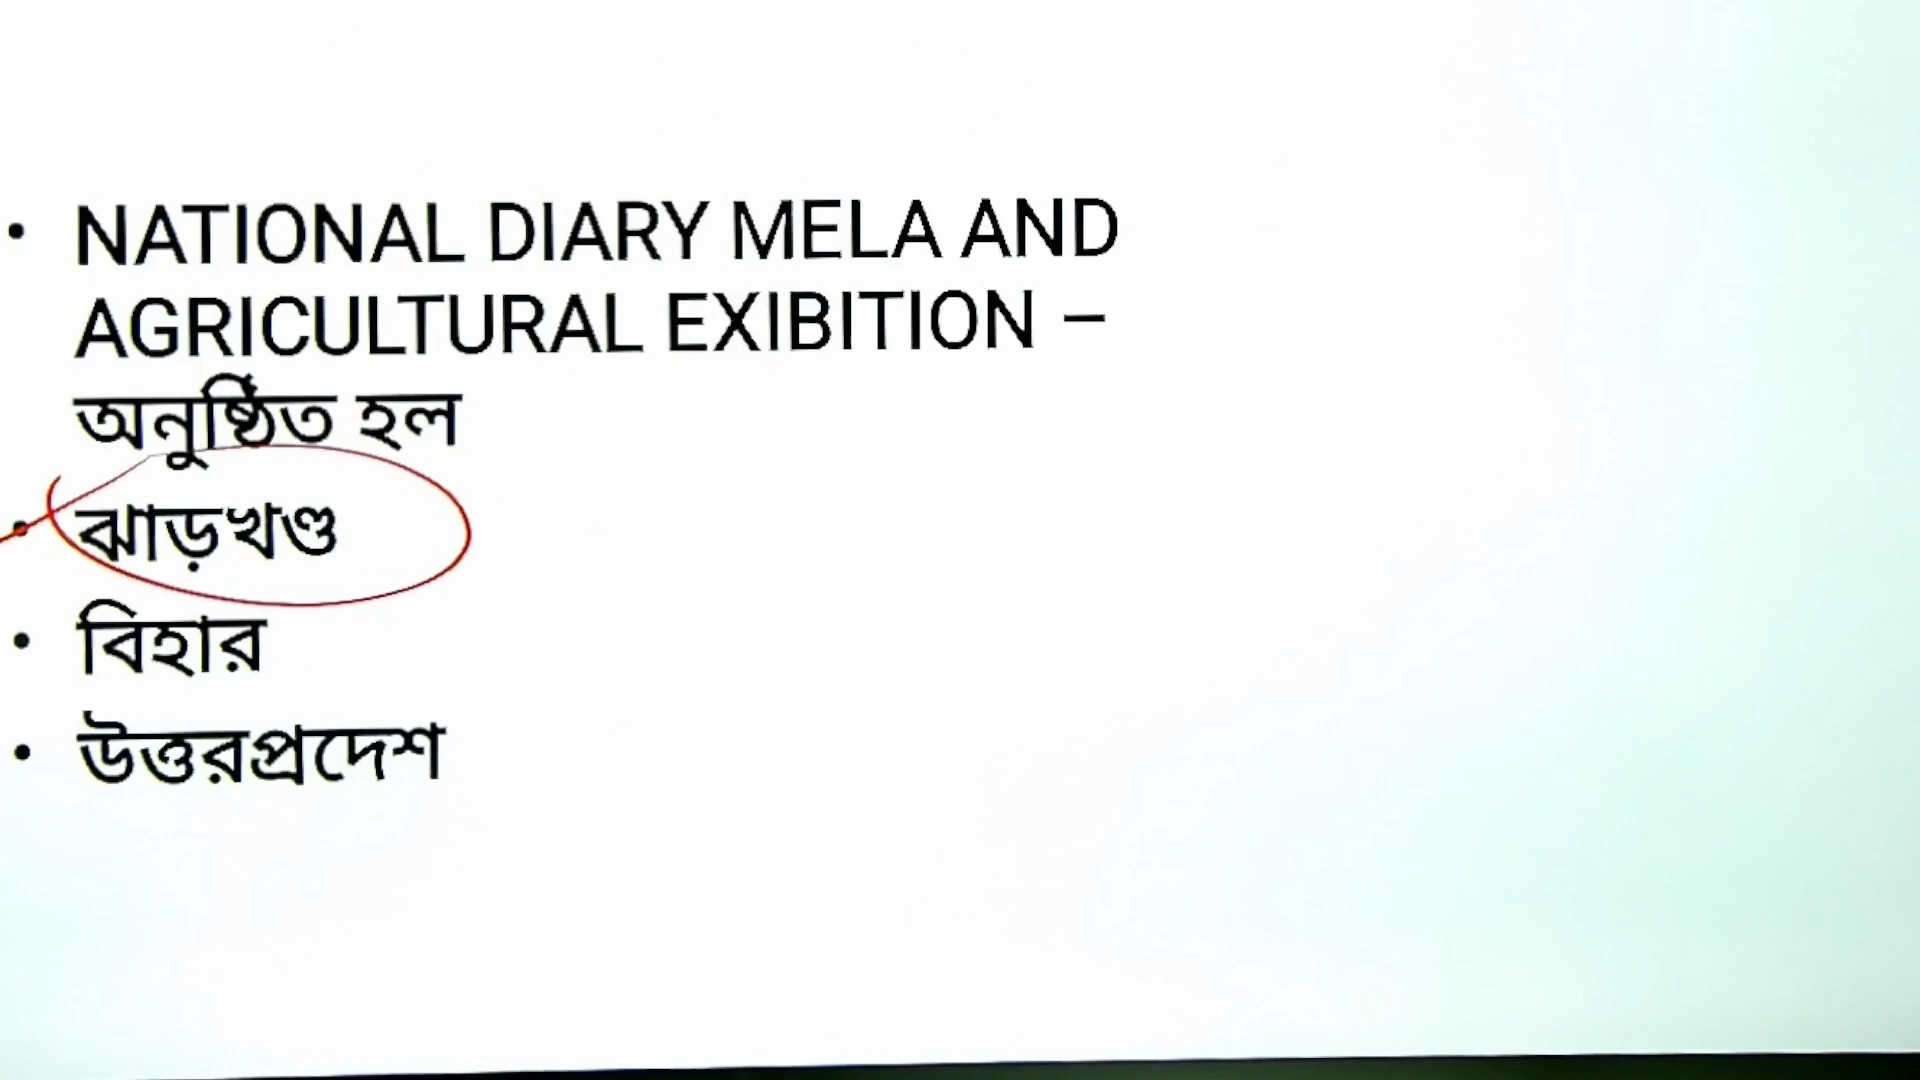 • NATIONAL DIARY MELA AND
AGRICULTURAL EXIBITION –
অনুষ্ঠিত হল
• ঝাড়খণ্ড
• বিহার
• উত্তরপ্রদেশ